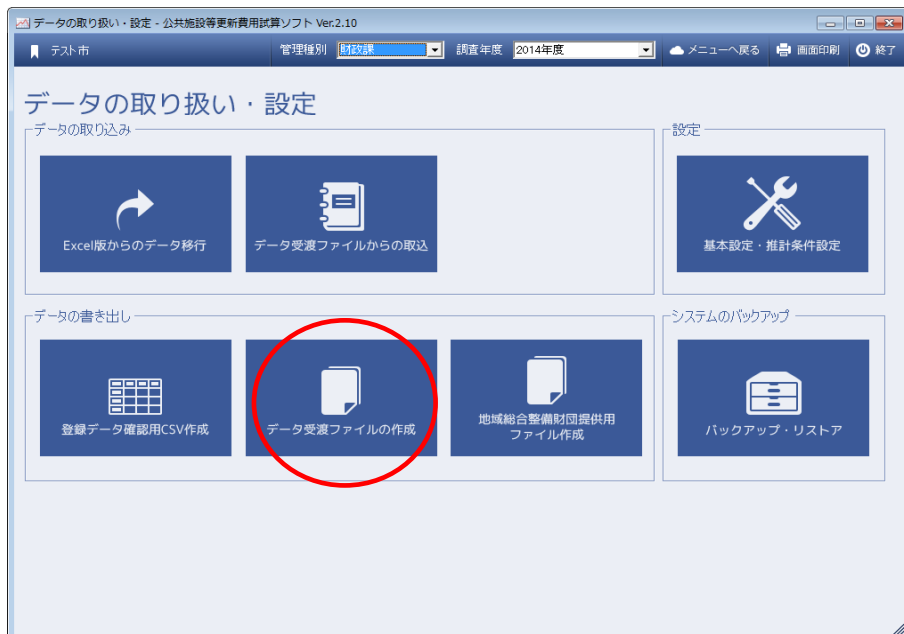 データの取り扱い・設定 - 公共施設等更新費用試算ソフト Ver.2.10
テスト市 管理種別 財政課 調査年度 2014年度 メニューへ戻る 画面印刷 終了
データの取り扱い・設定
データの取り込み
設定
Excel版からのデータ移行
データ受渡ファイルからの取込
基本設定・推計条件設定
データの書き出し
システムのバックアップ
登録データ確認用CSV作成
データ受渡ファイルの作成
地域総合整備財団提供用
ファイル作成
バックアップ・リストア